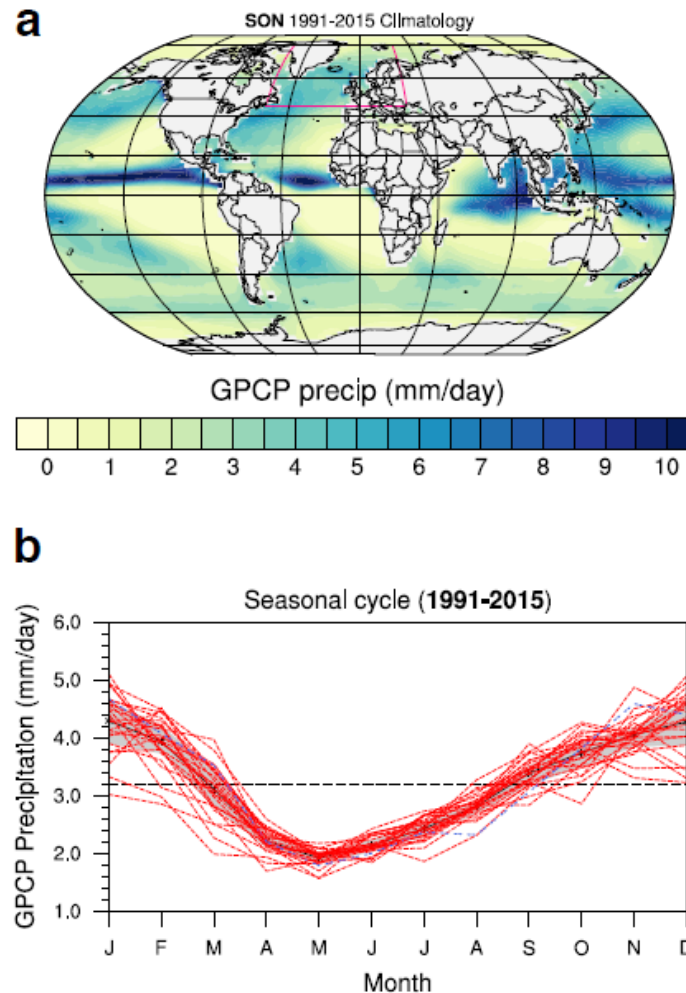 a
SON 1991-2015 Climatology
GPCP precip (mm/day)
0 1 2 3 4 5 6 7 8 9 10
b
Seasonal cycle (1991-2015)
GPCP Precipitation (mm/day)
6.0
5.0
4.0
3.0
2.0
1.0
J F M A M J J A S O N D
Month